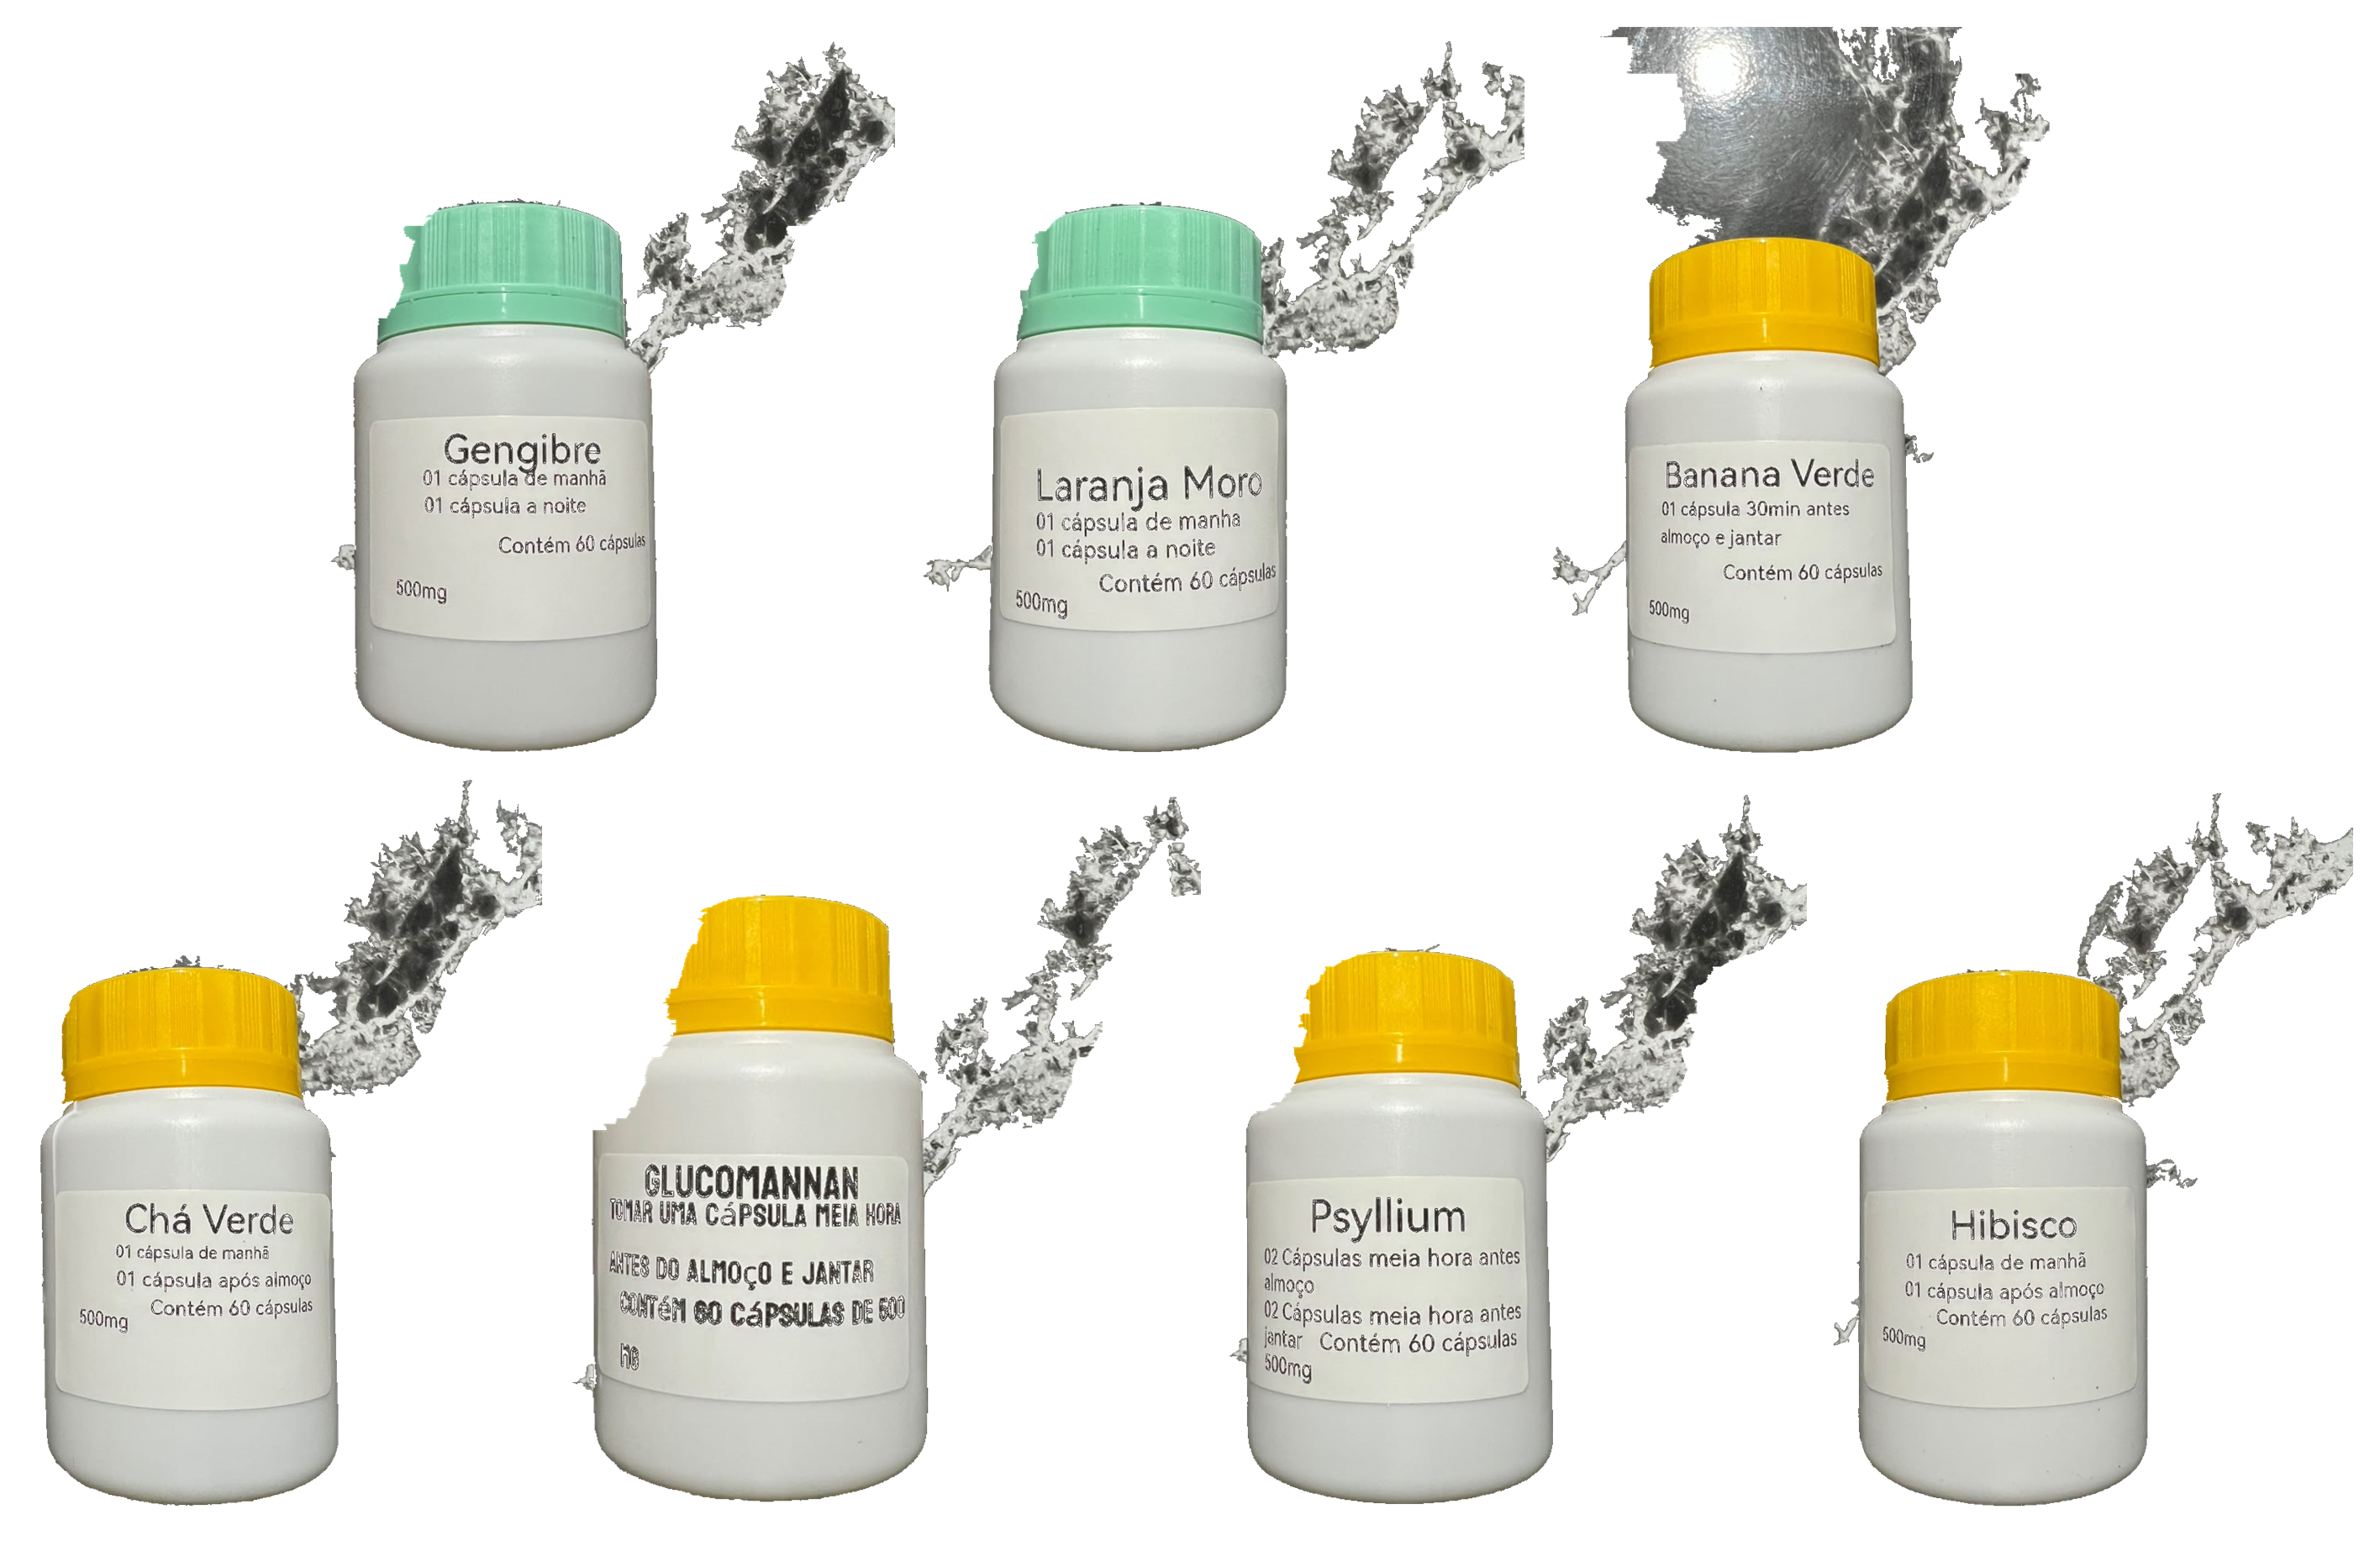 Gengibre
01 cápsula de manhã
01 cápsula a noite
Contém 60 cápsulas
500mg
Laranja Moro
01 cápsula de manha
01 cápsula a noite
Contém 60 cápsulas
500mg
Banana Verde
01 cápsula 30min antes
almoço e jantar
Contém 60 cápsulas
500mg
Chá Verde
01 cápsula de manhã
01 cápsula após almoço
Contém 60 cápsulas
500mg
GLUCOMANNAN
TOMAR UMA CáPSULA MEIA HORA
ANTES DO ALMOçO E JANTAR
CONTéM 60 CáPSULAS DE 500
MG
Psyllium
02 Cápsulas meia hora antes
almoço
02 Cápsulas meia hora antes
jantar Contém 60 cápsulas
500mg
Hibisco
01 cápsula de manhã
01 cápsula após almoço
Contém 60 cápsulas
500mg